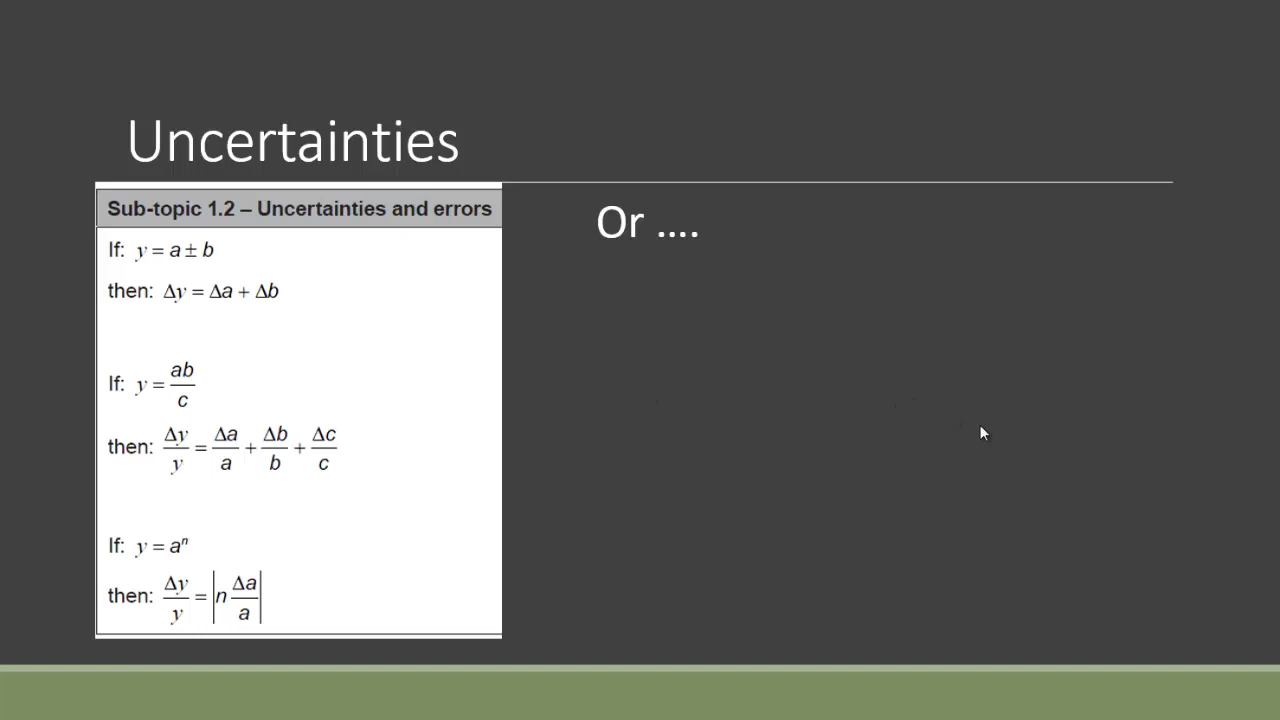 Uncertainties
Sub-topic 1.2 – Uncertainties and errors
If: y = a ± b
then: Δy = Δa + Δb
If: y = ab/c
then: Δy/y = Δa/a + Δb/b + Δc/c
If: y = aⁿ
then: Δy/y = |n Δa/a|
Or ....